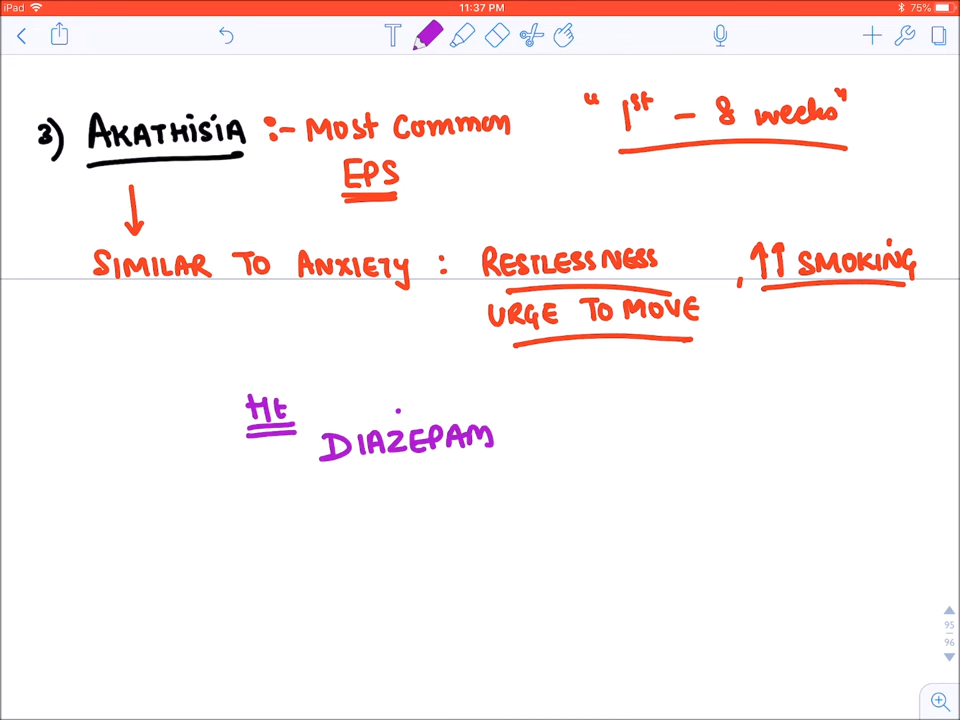 iPad 11:37 PM 75%
T
3) AKATHISIA :- Most Common " 1st - 8 weeks"
EPS
SIMILAR TO ANXIETY : RESTLESSNESS , ↑↑ SMOKING
URGE TO MOVE
Ht
DIAZEPAM
95
96